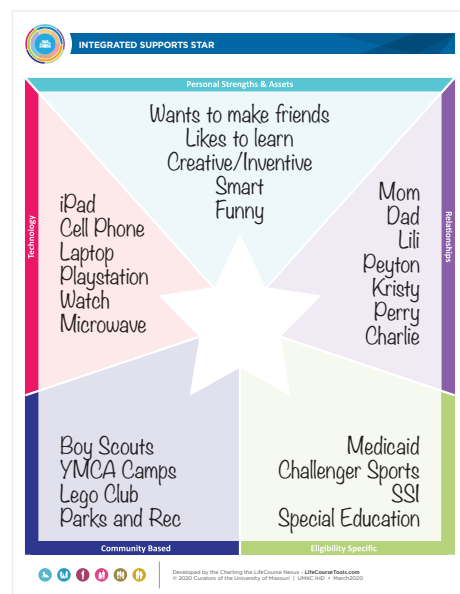 INTEGRATED SUPPORTS STAR
Personal Strengths & Assets
Wants to make friends
Likes to learn
Creative/Inventive
Smart
Funny
Technology
iPad
Cell Phone
Laptop
Playstation
Watch
Microwave
Relationships
Mom
Dad
Lili
Peyton
Kristy
Perry
Charlie
Boy Scouts
YMCA Camps
Lego Club
Parks and Rec
Community Based
Medicaid
Challenger Sports
SSI
Special Education
Eligibility Specific
Developed by the Charting the LifeCourse Nexus - LifeCourseTools.com
© 2020 Curators of the University of Missouri | UMKC IHD • March2020